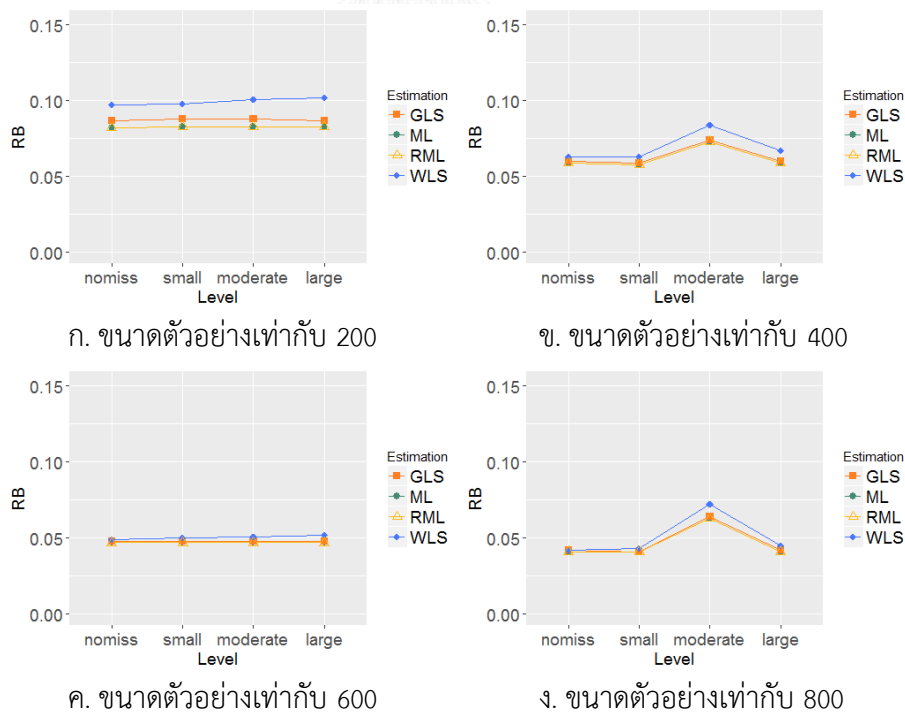 0.15
0.10
0.05
0.00
RB
nomiss small moderate large
Level
Estimation
GLS
ML
RML
WLS
ก. ขนาดตัวอย่างเท่ากับ 200
0.15
0.10
0.05
0.00
RB
nomiss small moderate large
Level
Estimation
GLS
ML
RML
WLS
ข. ขนาดตัวอย่างเท่ากับ 400
0.15
0.10
0.05
0.00
RB
nomiss small moderate large
Level
Estimation
GLS
ML
RML
WLS
ค. ขนาดตัวอย่างเท่ากับ 600
0.15
0.10
0.05
0.00
RB
nomiss small moderate large
Level
Estimation
GLS
ML
RML
WLS
ง. ขนาดตัวอย่างเท่ากับ 800